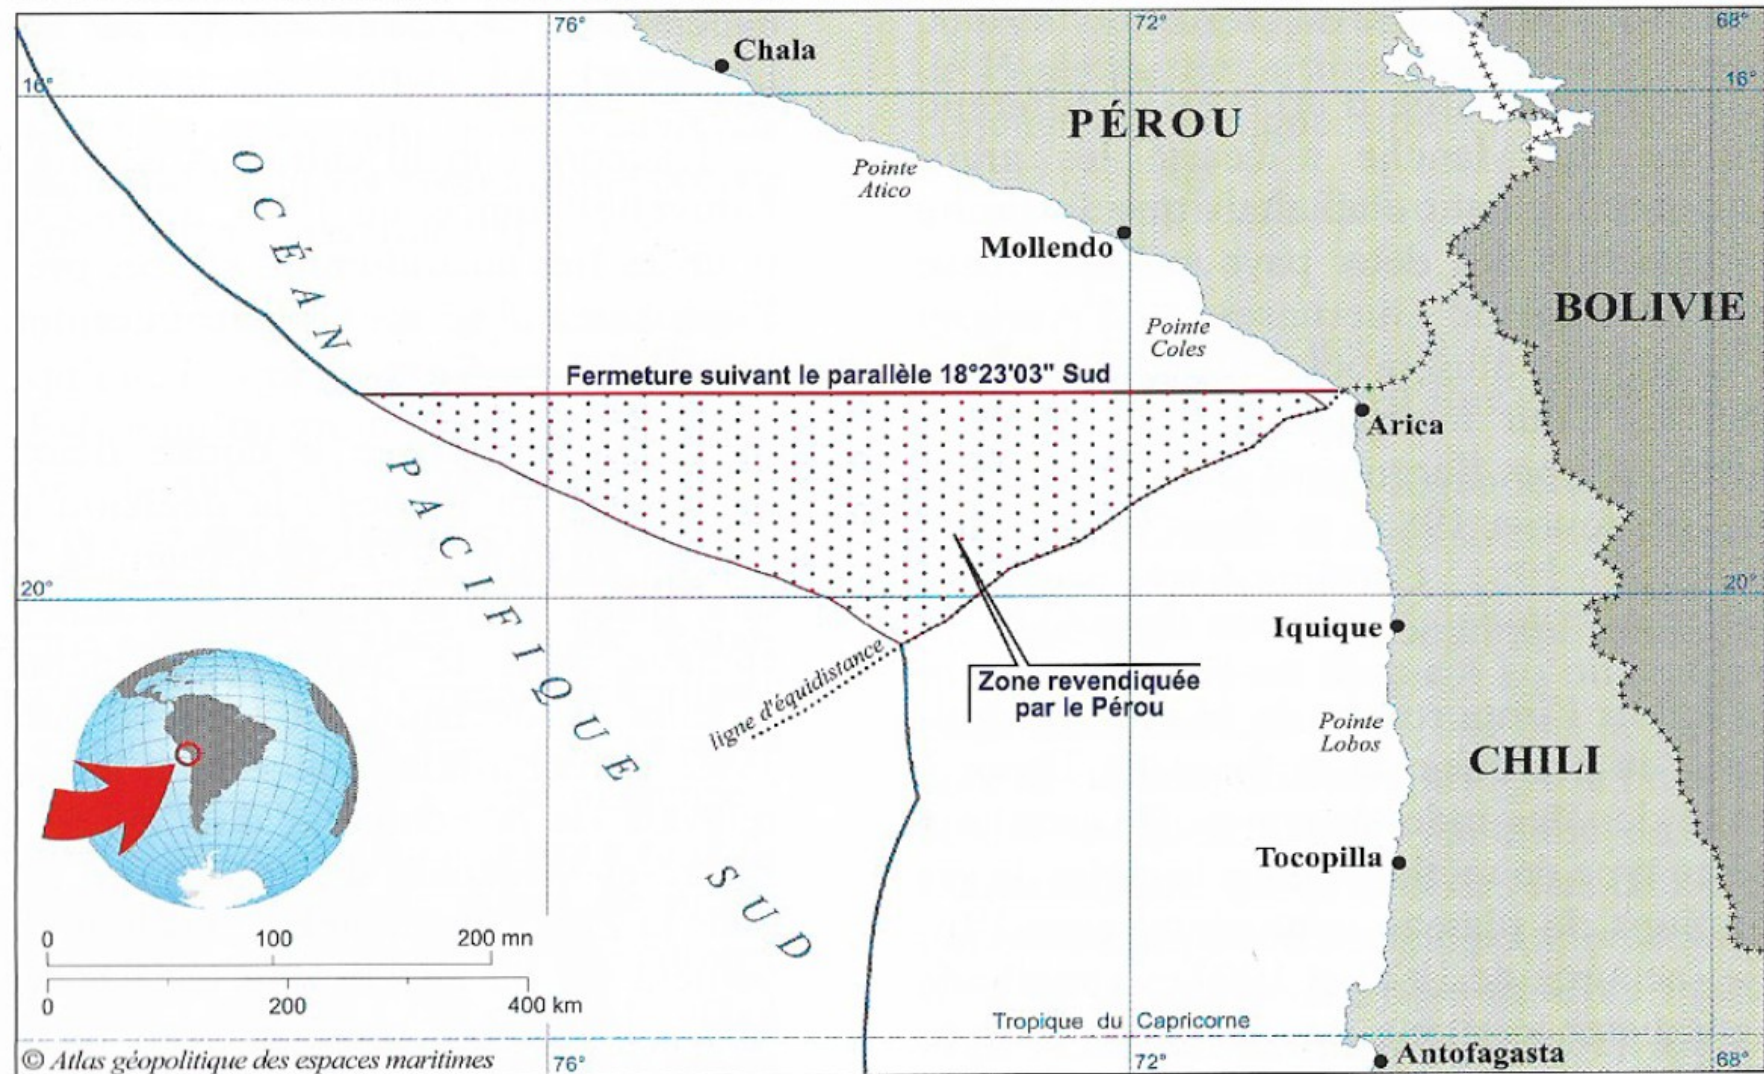 76°
72°
68°
Chala
16°
16°
PÉROU
OCÉAN PACIFIQUE SUD
Pointe
Atico
Mollendo
BOLIVIE
Pointe
Coles
Fermeture suivant le parallèle 18°23'03" Sud
Arica
20°
20°
Iquique
ligne d'équidistance
Zone revendiquée
par le Pérou
Pointe
Lobos
CHILI
Tocopilla
0 100 200 mn
0 200 400 km
Tropique du Capricorne
© Atlas géopolitique des espaces maritimes
76°
72°
Antofagasta
68°